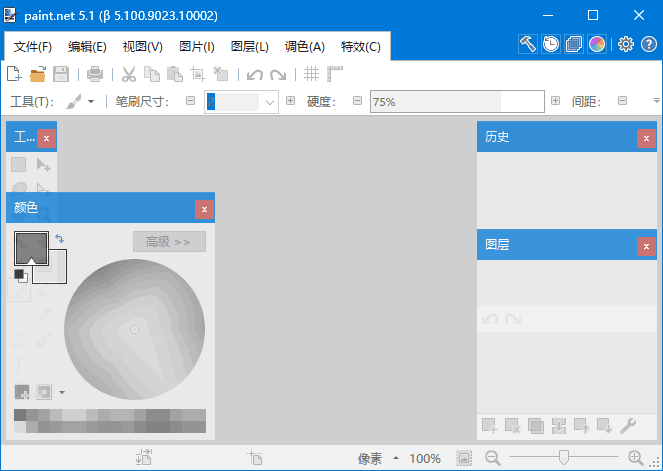 paint.net 5.1 (β 5.100.9023.10002)
文件(F) 编辑(E) 视图(V) 图片(I) 图层(L) 调色(A) 特效(C)
工具(T): 笔刷尺寸: 2 硬度: 75% 间距:
工... x
历史 x
颜色 x
高级 >>
图层 x
像素 100%